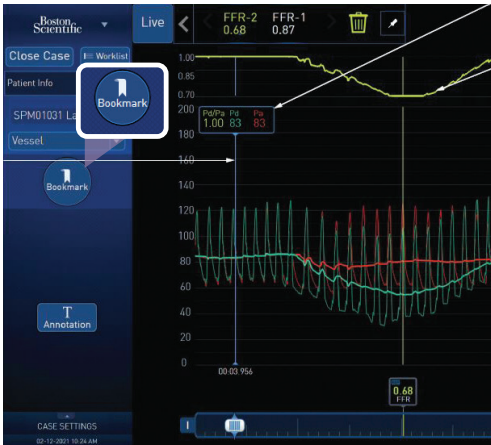 Boston
Scientific
Live
FFR-2 FFR-1
0.68 0.87
Close Case
Worklist
Patient Info
Bookmark
SPM01031 La
Vessel
Bookmark
T
Annotation
CASE SETTINGS
02-12-2021 10:24 AM
1.00
0.85
0.70
200
Pd/Pa Pd Pa
1.00 83 83
180
160
140
120
100
80
60
40
20
0
00:03.956
0.68
FFR